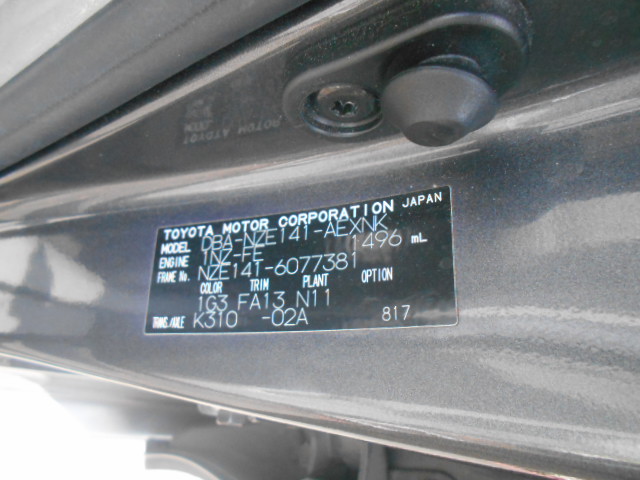 TOYOTA MOTOR CORPORATION JAPAN
MODEL DBA-NZE141-AEXNK
ENGINE 1NZ-FE 1496 mL
FRAME No. NZE141-6077381
COLOR TRIM PLANT OPTION
1G3 FA13 N11
TRANS./AXLE K310 -02A 817